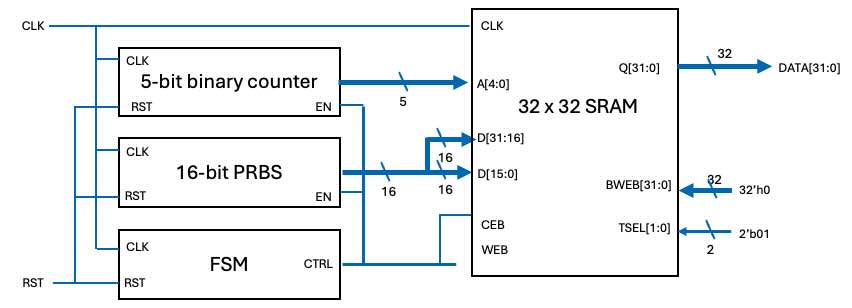 CLK
CLK
CLK
5-bit binary counter
RST
EN
5
A[4:0]
Q[31:0]
32
DATA[31:0]
32 x 32 SRAM
CLK
16-bit PRBS
RST
EN
16
D[31:16]
16
D[15:0]
16
BWEB[31:0]
32
32'h0
TSEL[1:0]
2
2'b01
CEB
WEB
CLK
FSM
CTRL
RST
RST